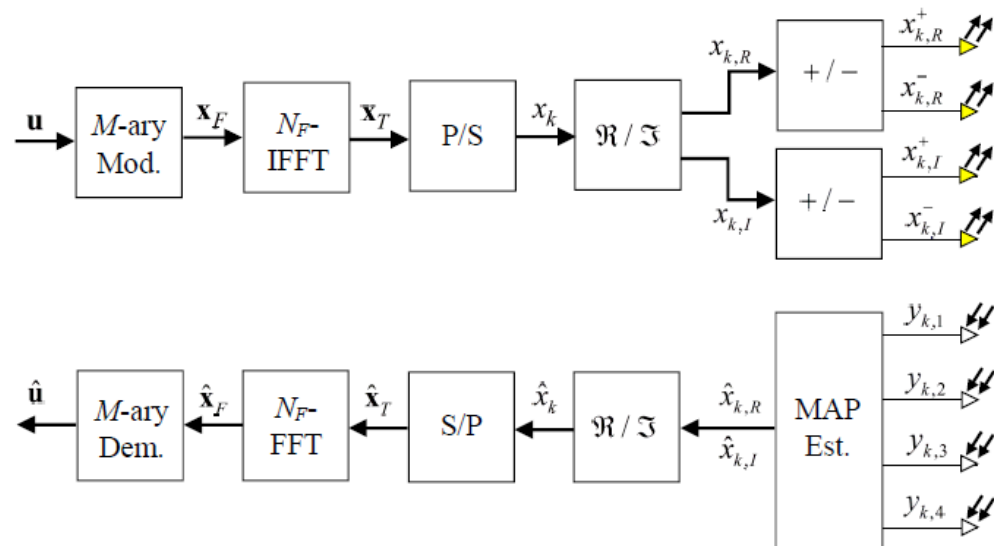 𝐮
M-ary
Mod.
𝐱_F
N_F-
IFFT
𝐱_T
P/S
x_k
ℜ / ℑ
x_{k,R}
x_{k,I}
+ / −
x^+_{k,R}
x^−_{k,R}
+ / −
x^+_{k,I}
x^−_{k,I}
𝐮̂
M-ary
Dem.
𝐱̂_F
N_F-
FFT
𝐱̂_T
S/P
x̂_k
ℜ / ℑ
x̂_{k,R}
x̂_{k,I}
MAP
Est.
y_{k,1}
y_{k,2}
y_{k,3}
y_{k,4}